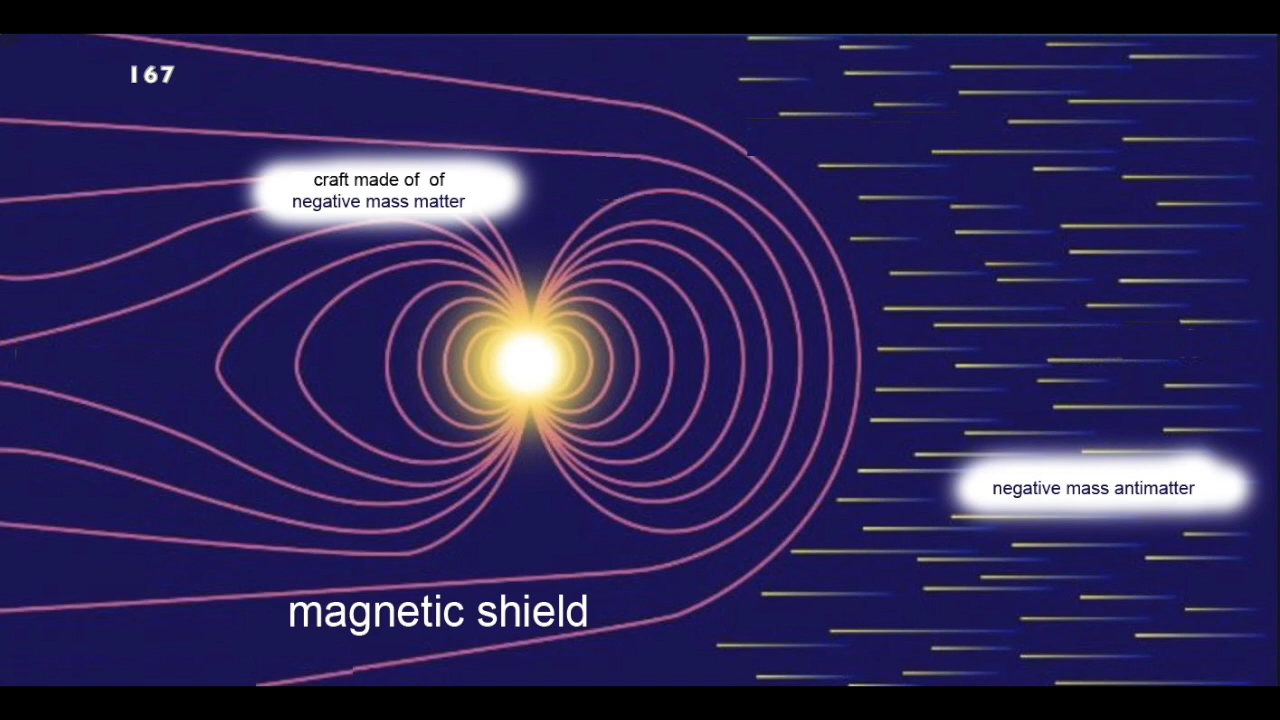 167
craft made of  of
negative mass matter
negative mass antimatter
magnetic shield